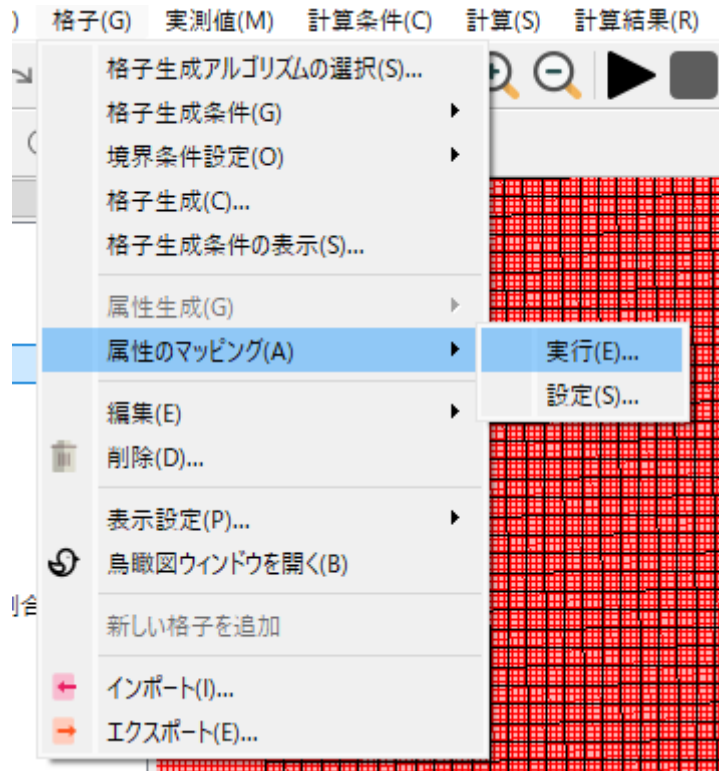 ) 格子(G) 実測値(M) 計算条件(C) 計算(S) 計算結果(R)
格子生成アルゴリズムの選択(S)...
格子生成条件(G)
境界条件設定(O)
格子生成(C)...
格子生成条件の表示(S)...
属性生成(G)
属性のマッピング(A)
実行(E)...
設定(S)...
編集(E)
削除(D)...
表示設定(P)...
鳥瞰図ウィンドウを開く(B)
合
新しい格子を追加
インポート(I)...
エクスポート(E)...